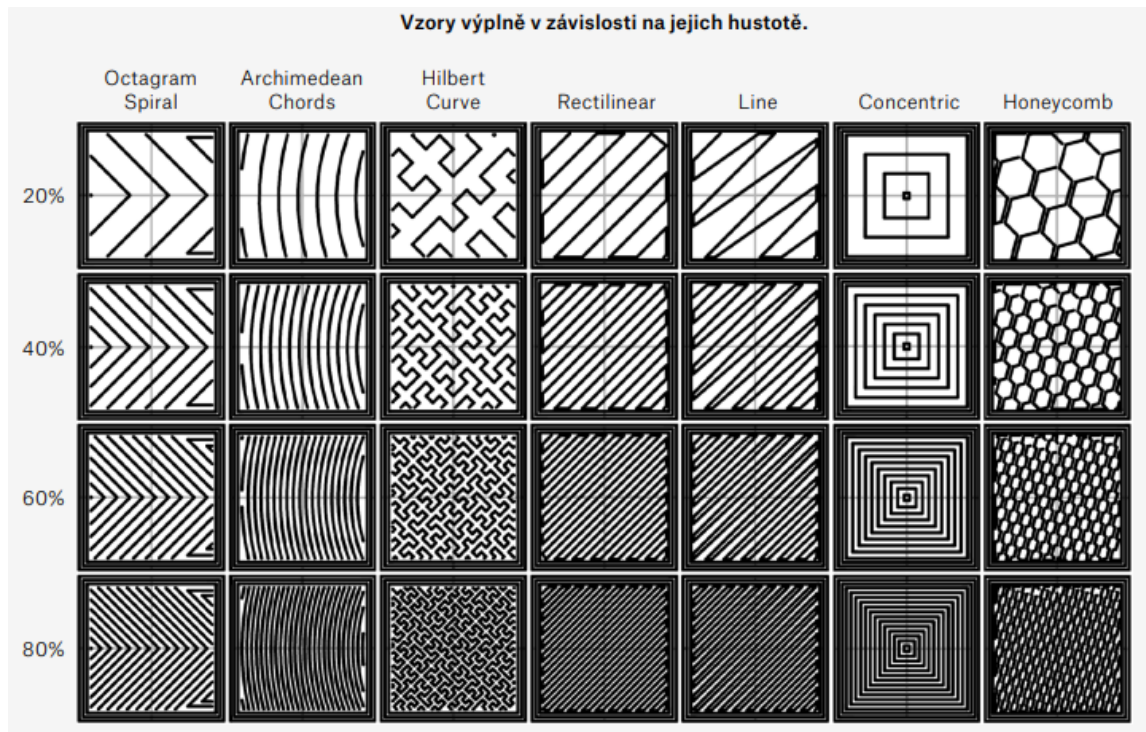 Vzory výplně v závislosti na jejich hustotě.
Octagram Spiral
Archimedean Chords
Hilbert Curve
Rectilinear
Line
Concentric
Honeycomb
20%
40%
60%
80%